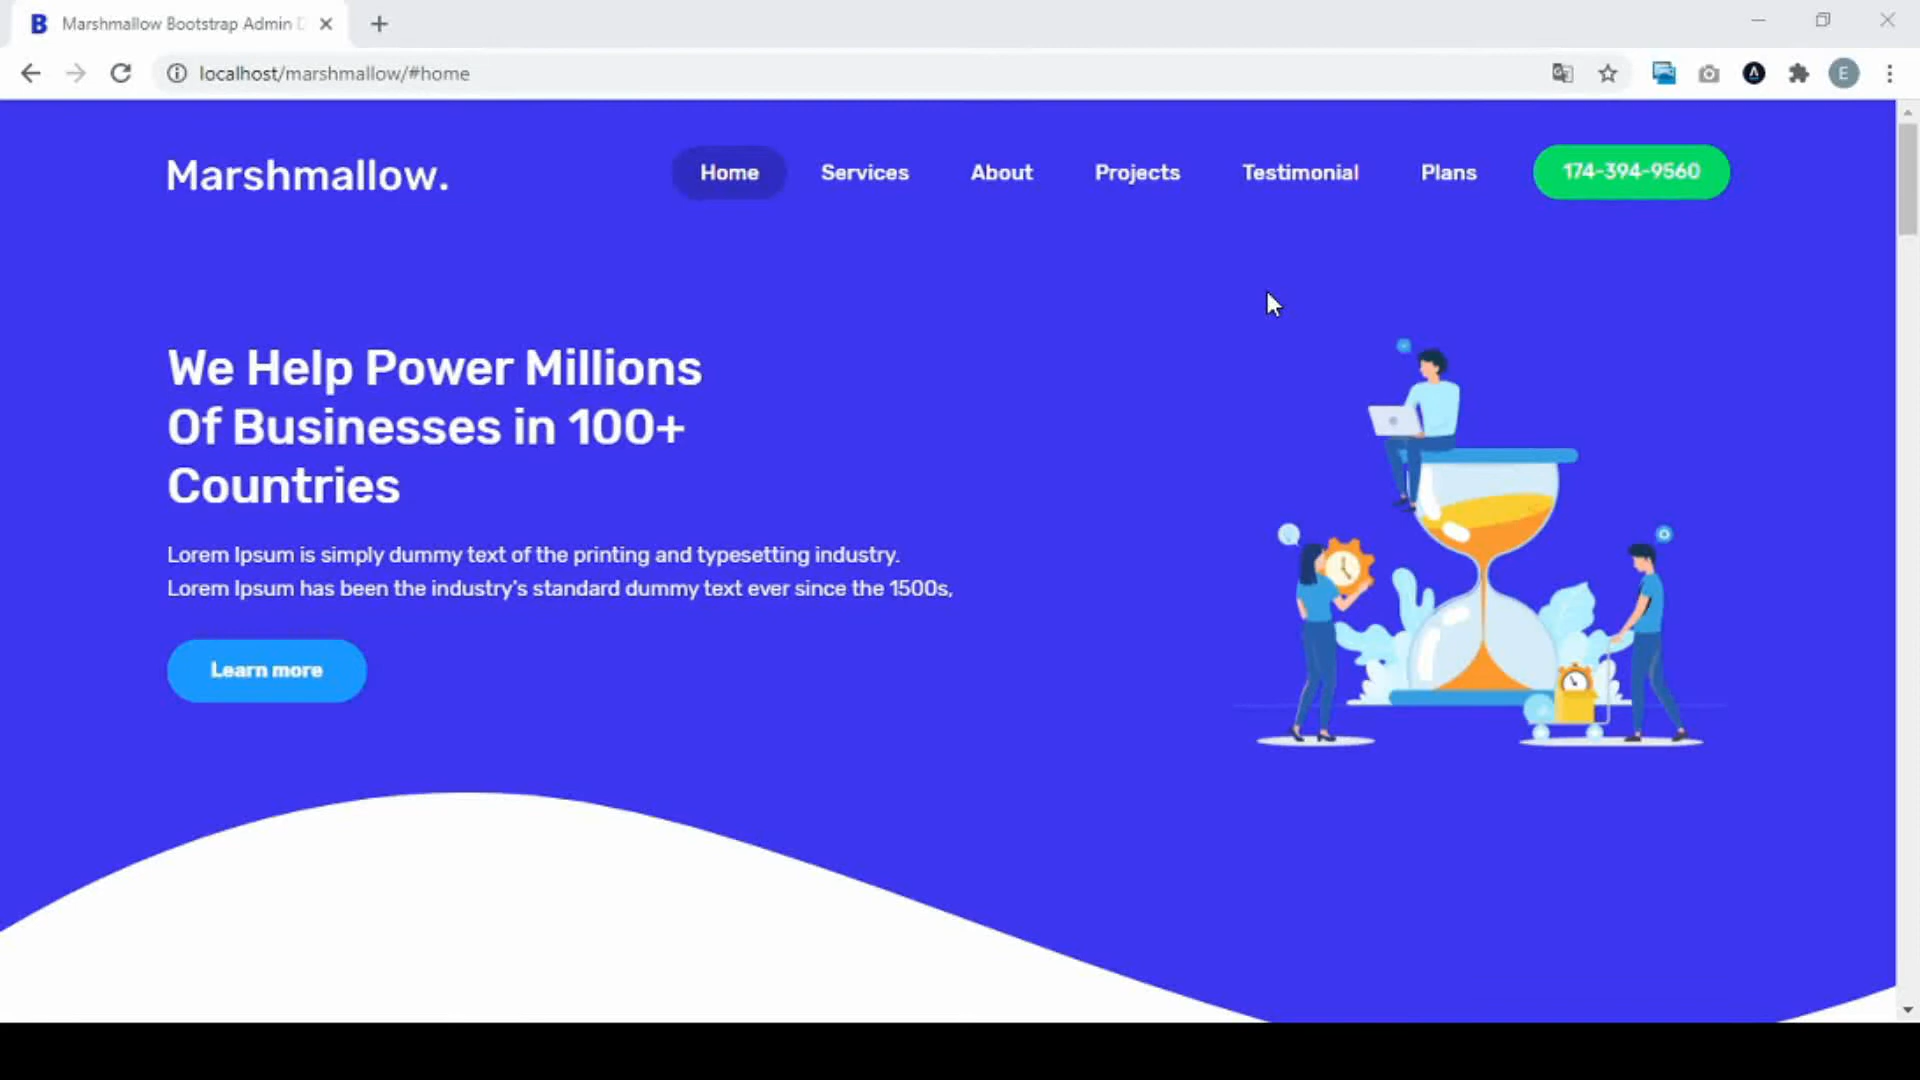 Marshmallow Bootstrap Admin
localhost/marshmallow/#home
E
Marshmallow.
Home
Services
About
Projects
Testimonial
Plans
174-394-9560
We Help Power Millions
Of Businesses in 100+
Countries
Lorem Ipsum is simply dummy text of the printing and typesetting industry.
Lorem Ipsum has been the industry's standard dummy text ever since the 1500s,
Learn more